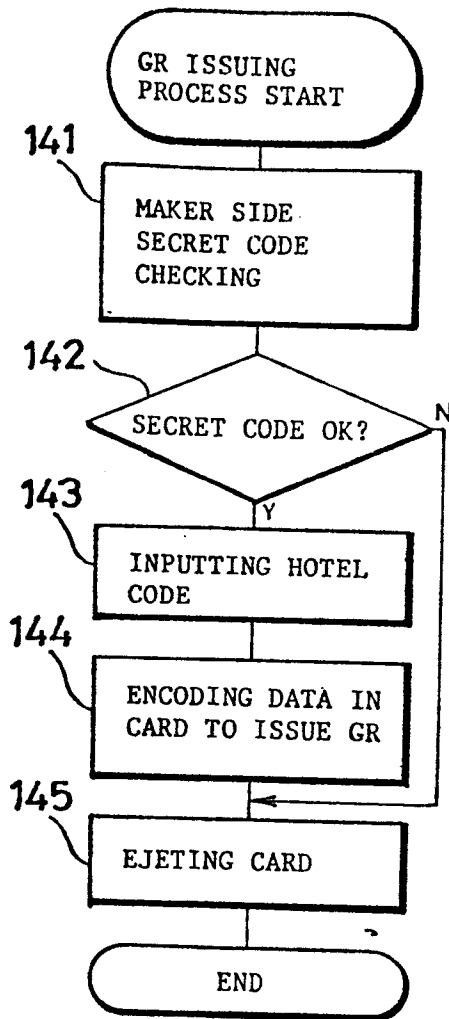 GR ISSUING
PROCESS START
141
MAKER SIDE
SECRET CODE
CHECKING
142
SECRET CODE OK?
N
Y
143
INPUTTING HOTEL
CODE
144
ENCODING DATA IN
CARD TO ISSUE GR
145
EJETING CARD
END